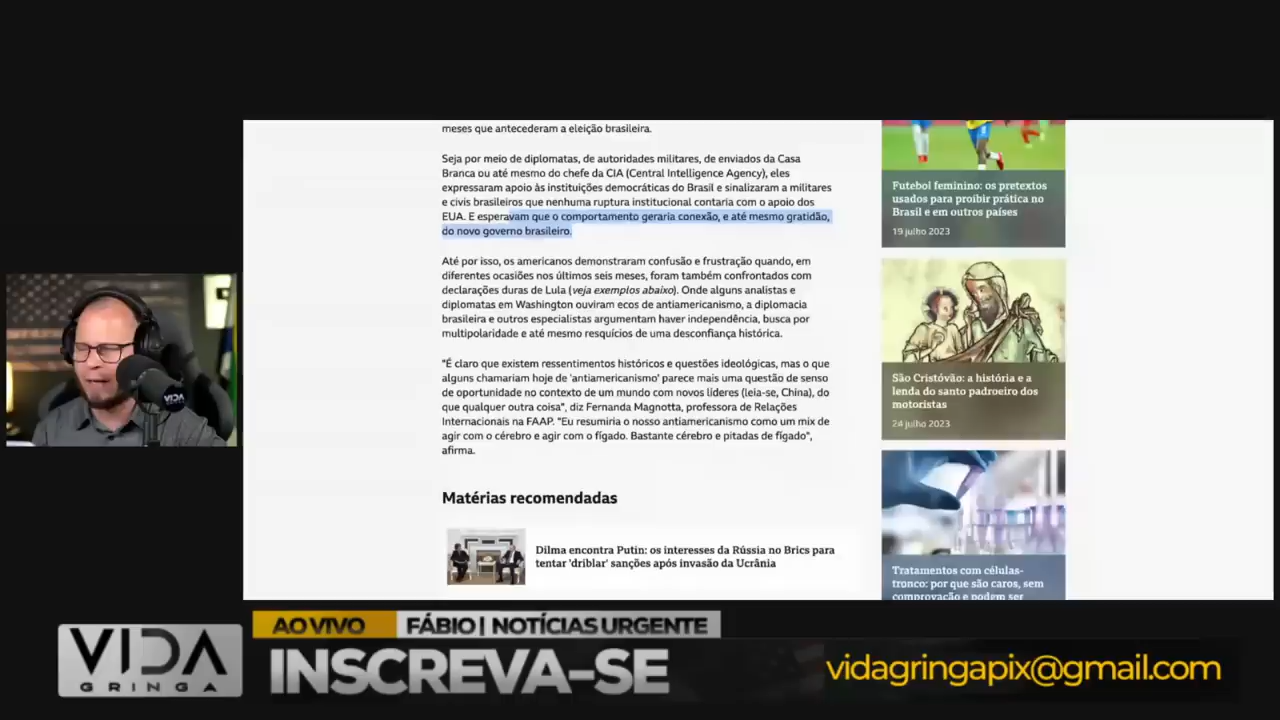 meses que antecederam a eleição brasileira.
Seja por meio de diplomatas, de autoridades militares, de enviados da Casa
Branca ou até mesmo do chefe da CIA (Central Intelligence Agency), eles
expressaram apoio às instituições democráticas do Brasil e sinalizaram a militares
e civis brasileiros que nenhuma ruptura institucional contaria com o apoio dos
EUA. E esperavam que o comportamento geraria conexão, e até mesmo gratidão,
do novo governo brasileiro.
Até por isso, os americanos demonstraram confusão e frustração quando, em
diferentes ocasiões nos últimos seis meses, foram também confrontados com
declarações duras de Lula (veja exemplos abaixo). Onde alguns analistas e
diplomatas em Washington ouviram ecos de antiamericanismo, a diplomacia
brasileira e outros especialistas argumentam haver independência, busca por
multipolaridade e até mesmo resquícios de uma desconfiança histórica.
"É claro que existem ressentimentos históricos e questões ideológicas, mas o que
alguns chamariam hoje de 'antiamericanismo' parece mais uma questão de senso
de oportunidade no contexto de um mundo com novos líderes (leia-se, China), do
que qualquer outra coisa", diz Fernanda Magnotta, professora de Relações
Internacionais na FAAP. "Eu resumiria o nosso antiamericanismo como um mix de
agir com o cérebro e agir com o fígado. Bastante cérebro e pitadas de fígado",
afirma.
Matérias recomendadas
Dilma encontra Putin: os interesses da Rússia no Brics para
tentar 'driblar' sanções após invasão da Ucrânia
Futebol feminino: os pretextos
usados para proibir prática no
Brasil e em outros países
19 julho 2023
São Cristóvão: a história e a
lenda do santo padroeiro dos
motoristas
24 julho 2023
Tratamentos com células-
tronco: por que são caros, sem
comprovação e podem ser
VIDA
VIDA
GRINGA
AO VIVO
FÁBIO | NOTÍCIAS URGENTE
INSCREVA-SE
vidagringapix@gmail.com